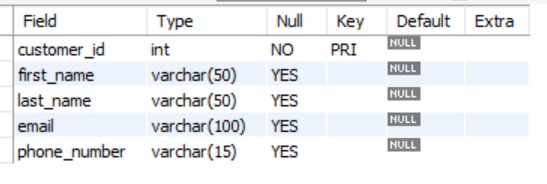 Field Type Null Key Default Extra
customer_id int NO PRI NULL
first_name varchar(50) YES NULL
last_name varchar(50) YES NULL
email varchar(100) YES NULL
phone_number varchar(15) YES NULL